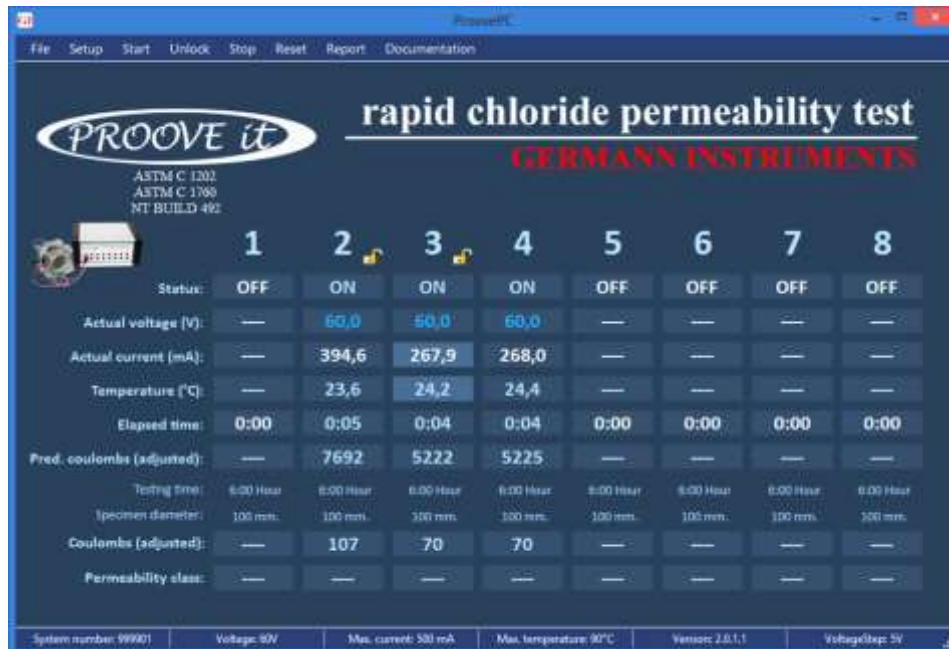 ProovePC
File Setup Start Unlock Stop Reset Report Documentation
PROOVE it
rapid chloride permeability test
GERMANN INSTRUMENTS
ASTM C 1202
ASTM C 1760
NT BUILD 492
1 2 3 4 5 6 7 8
Status: OFF ON ON ON OFF OFF OFF OFF
Actual voltage (V): ---- 60,0 60,0 60,0 ---- ---- ---- ----
Actual current (mA): ---- 394,6 267,9 268,0 ---- ---- ---- ----
Temperature (°C): ---- 23,6 24,2 24,4 ---- ---- ---- ----
Elapsed time: 0:00 0:05 0:04 0:04 0:00 0:00 0:00 0:00
Pred. coulombs (adjusted): ---- 7692 5222 5225 ---- ---- ---- ----
Testing time: 6:00 Hour 6:00 Hour 6:00 Hour 6:00 Hour 6:00 Hour 6:00 Hour 6:00 Hour 6:00 Hour
Specimen diameter: 100 mm. 100 mm. 100 mm. 100 mm. 100 mm. 100 mm. 100 mm. 100 mm.
Coulombs (adjusted): ---- 107 70 70 ---- ---- ---- ----
Permeability class: ---- ---- ---- ---- ---- ---- ---- ----
System number: 999901 Voltage: 60V Max. current: 500 mA Max. temperature: 90°C Version: 2.0.1.1 VoltageStep: 5V